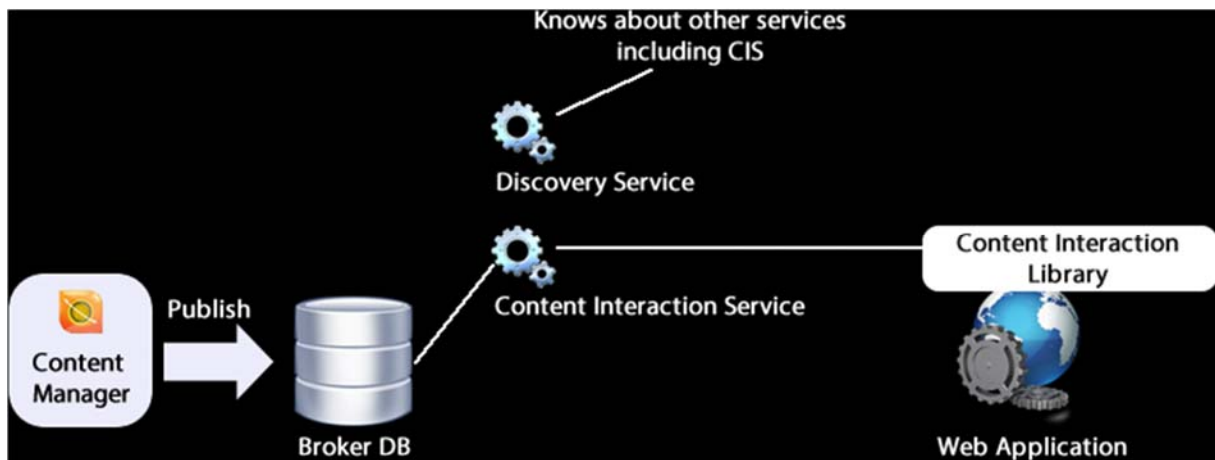 Knows about other services
including CIS
Discovery Service
Content Interaction Service
Content Interaction
Library
Publish
Content
Manager
Broker DB
Web Application